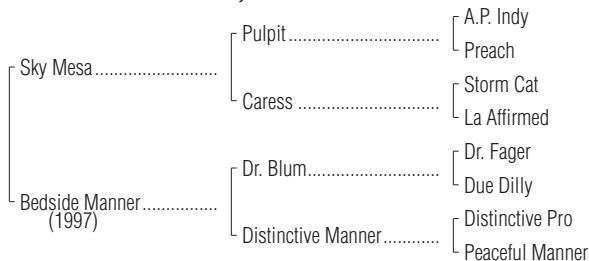 A.P. Indy
Pulpit
Preach
Sky Mesa
Storm Cat
Caress
La Affirmed
Dr. Fager
Dr. Blum
Due Dilly
Bedside Manner
(1997)
Distinctive Pro
Distinctive Manner
Peaceful Manner